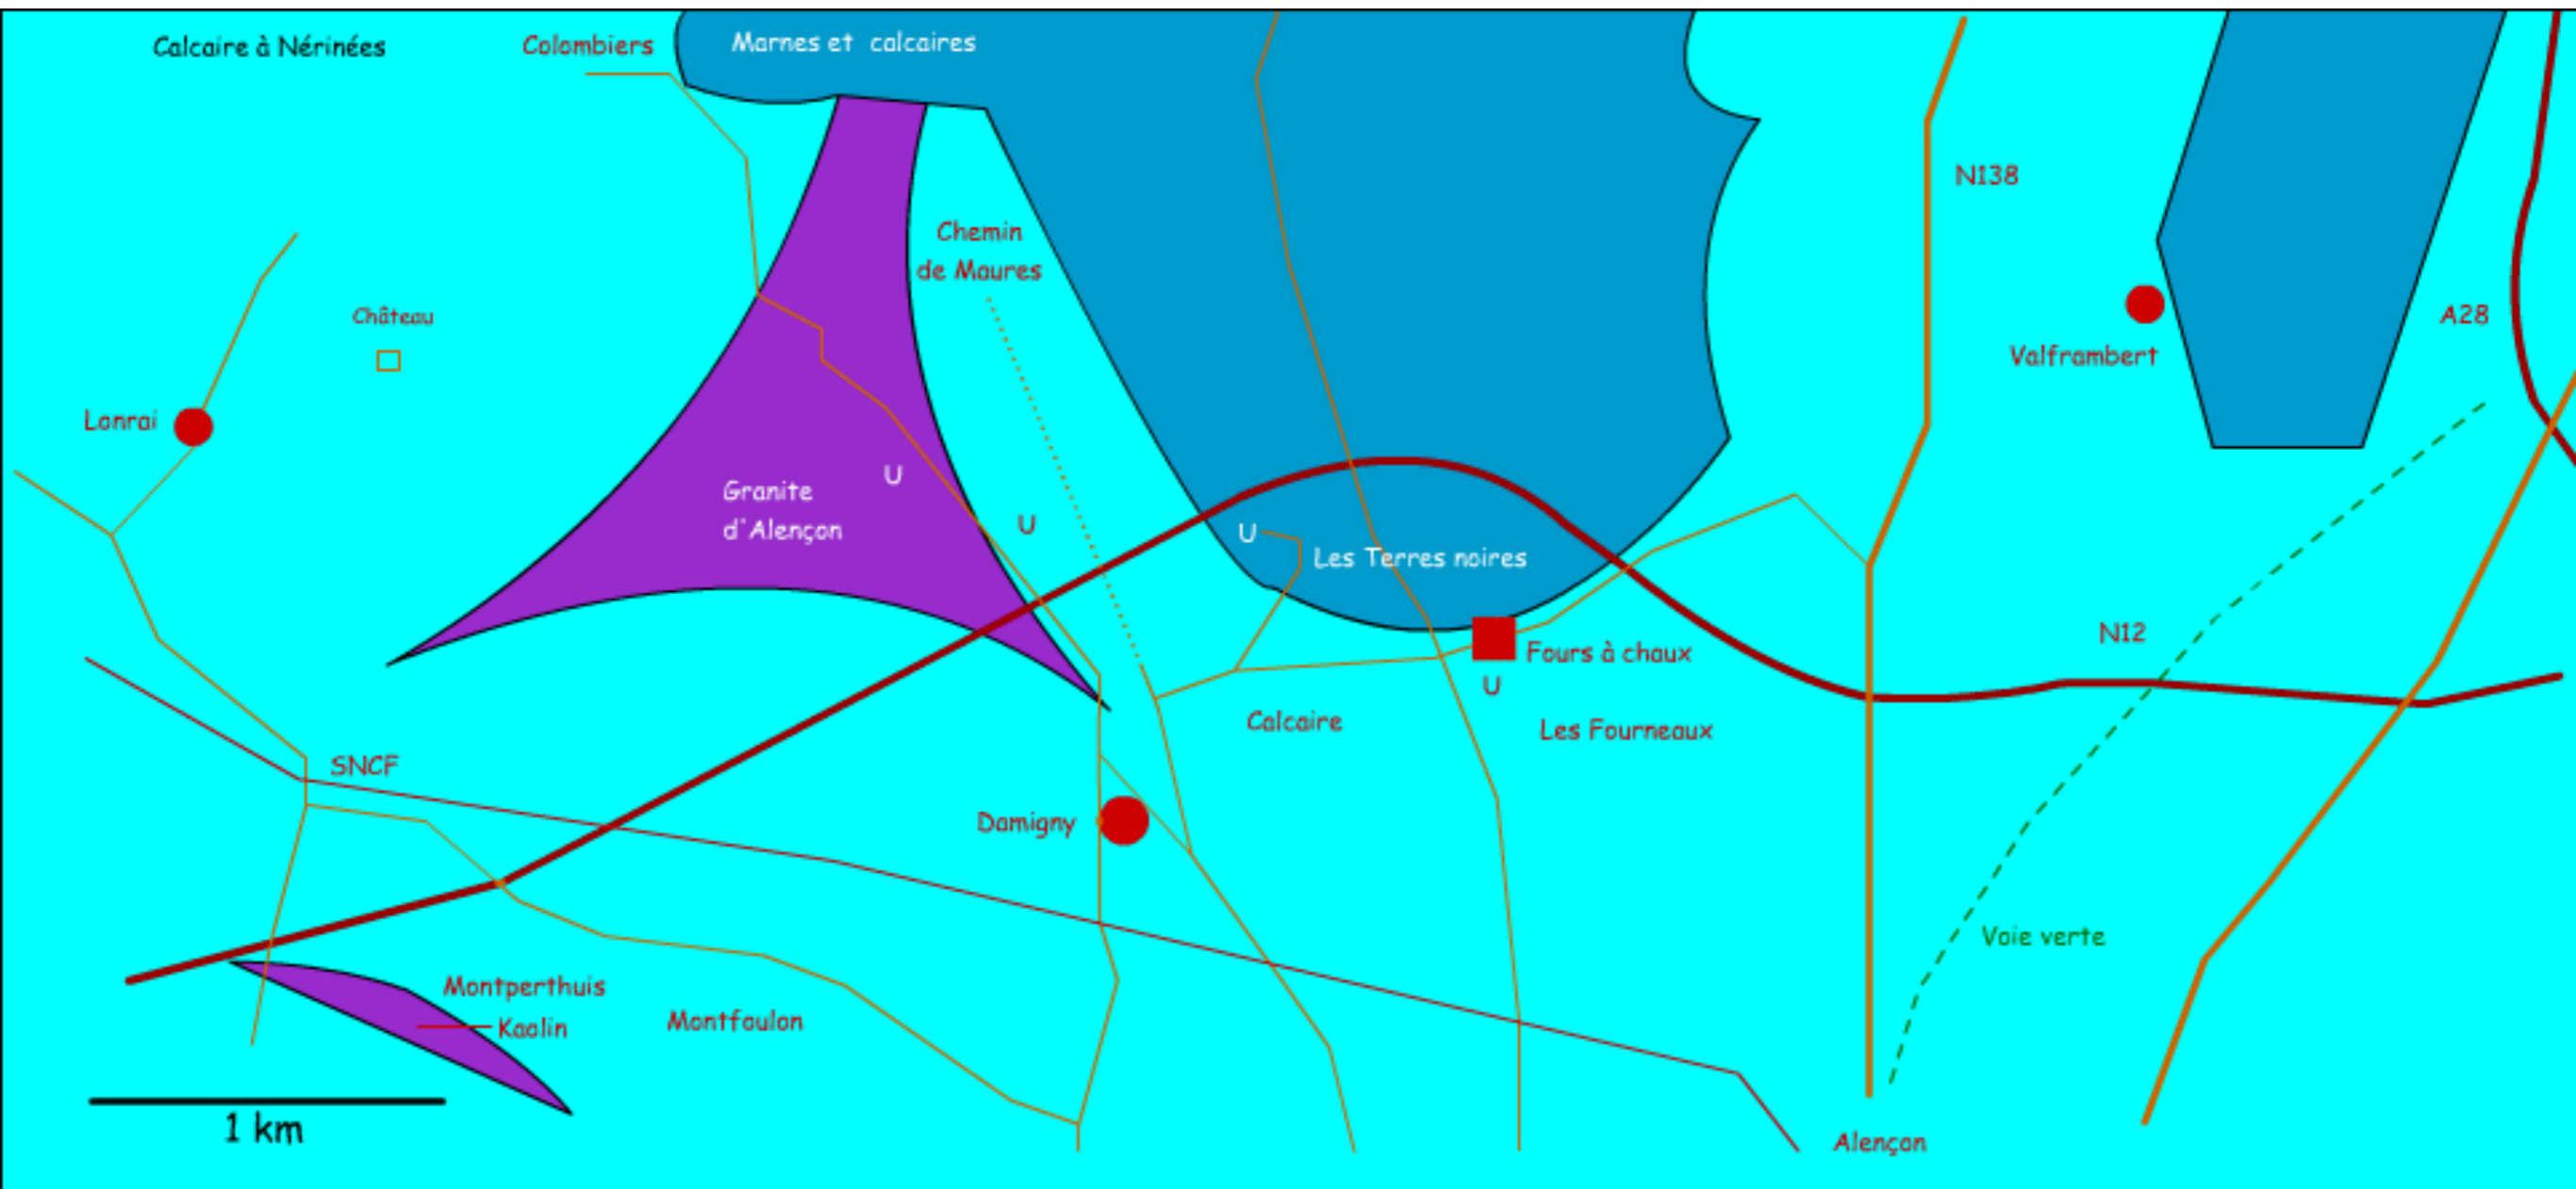 Calcaire à Nérinées
Colombiers
Marnes et calcaires
N138
Chemin
de Maures
Château
A28
Valframbert
Lonrai
U
Granite
d'Alençon
U
U
Les Terres noires
N12
Fours à chaux
U
Calcaire
Les Fourneaux
SNCF
Damigny
Voie verte
Montperthuis
Kaolin
Montfoulon
1 km
Alençon